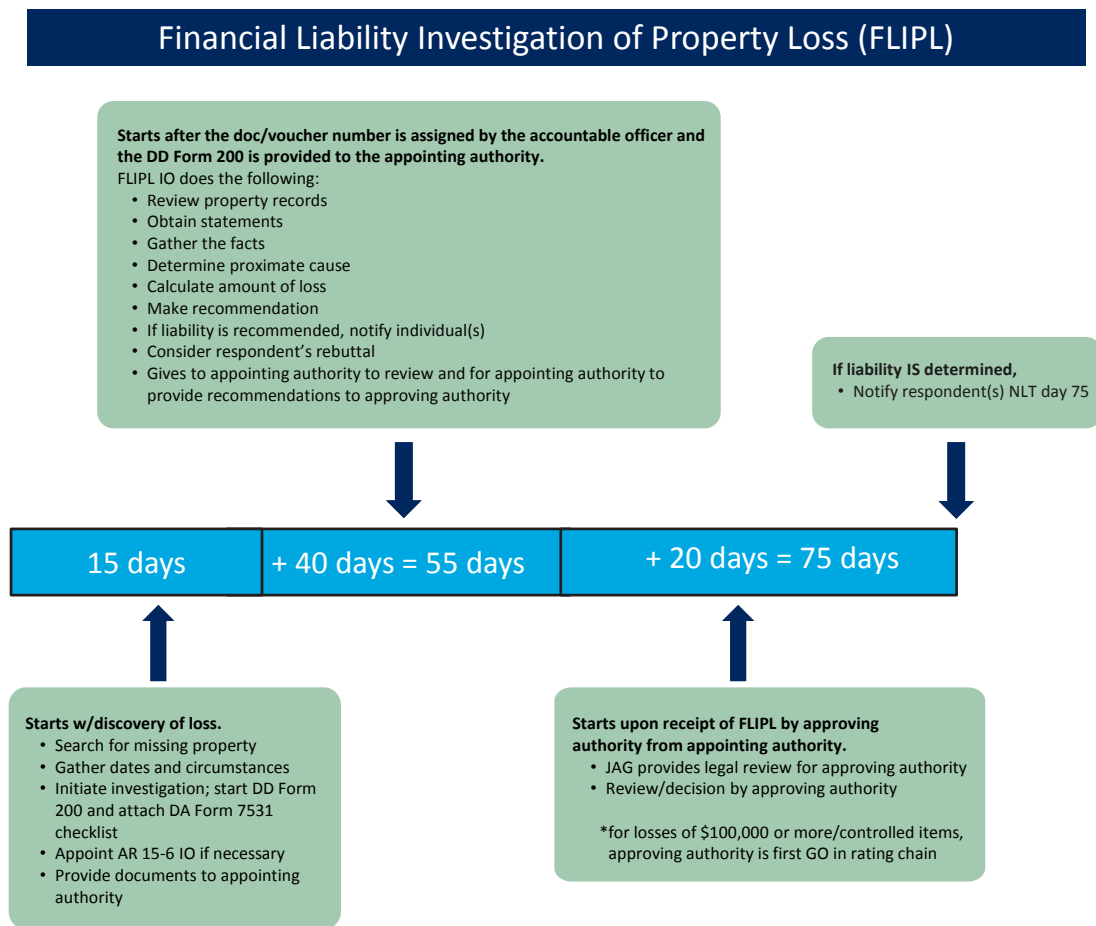 Financial Liability Investigation of Property Loss (FLIPL)
Starts after the doc/voucher number is assigned by the accountable officer and
the DD Form 200 is provided to the appointing authority.
FLIPL IO does the following:
• Review property records
• Obtain statements
• Gather the facts
• Determine proximate cause
• Calculate amount of loss
• Make recommendation
• If liability is recommended, notify individual(s)
• Consider respondent's rebuttal
• Gives to appointing authority to review and for appointing authority to
provide recommendations to approving authority
If liability IS determined,
• Notify respondent(s) NLT day 75
15 days
+ 40 days = 55 days
+ 20 days = 75 days
Starts w/discovery of loss.
• Search for missing property
• Gather dates and circumstances
• Initiate investigation; start DD Form
200 and attach DA Form 7531
checklist
• Appoint AR 15-6 IO if necessary
• Provide documents to appointing
authority
Starts upon receipt of FLIPL by approving
authority from appointing authority.
• JAG provides legal review for approving authority
• Review/decision by approving authority
*for losses of $100,000 or more/controlled items,
approving authority is first GO in rating chain